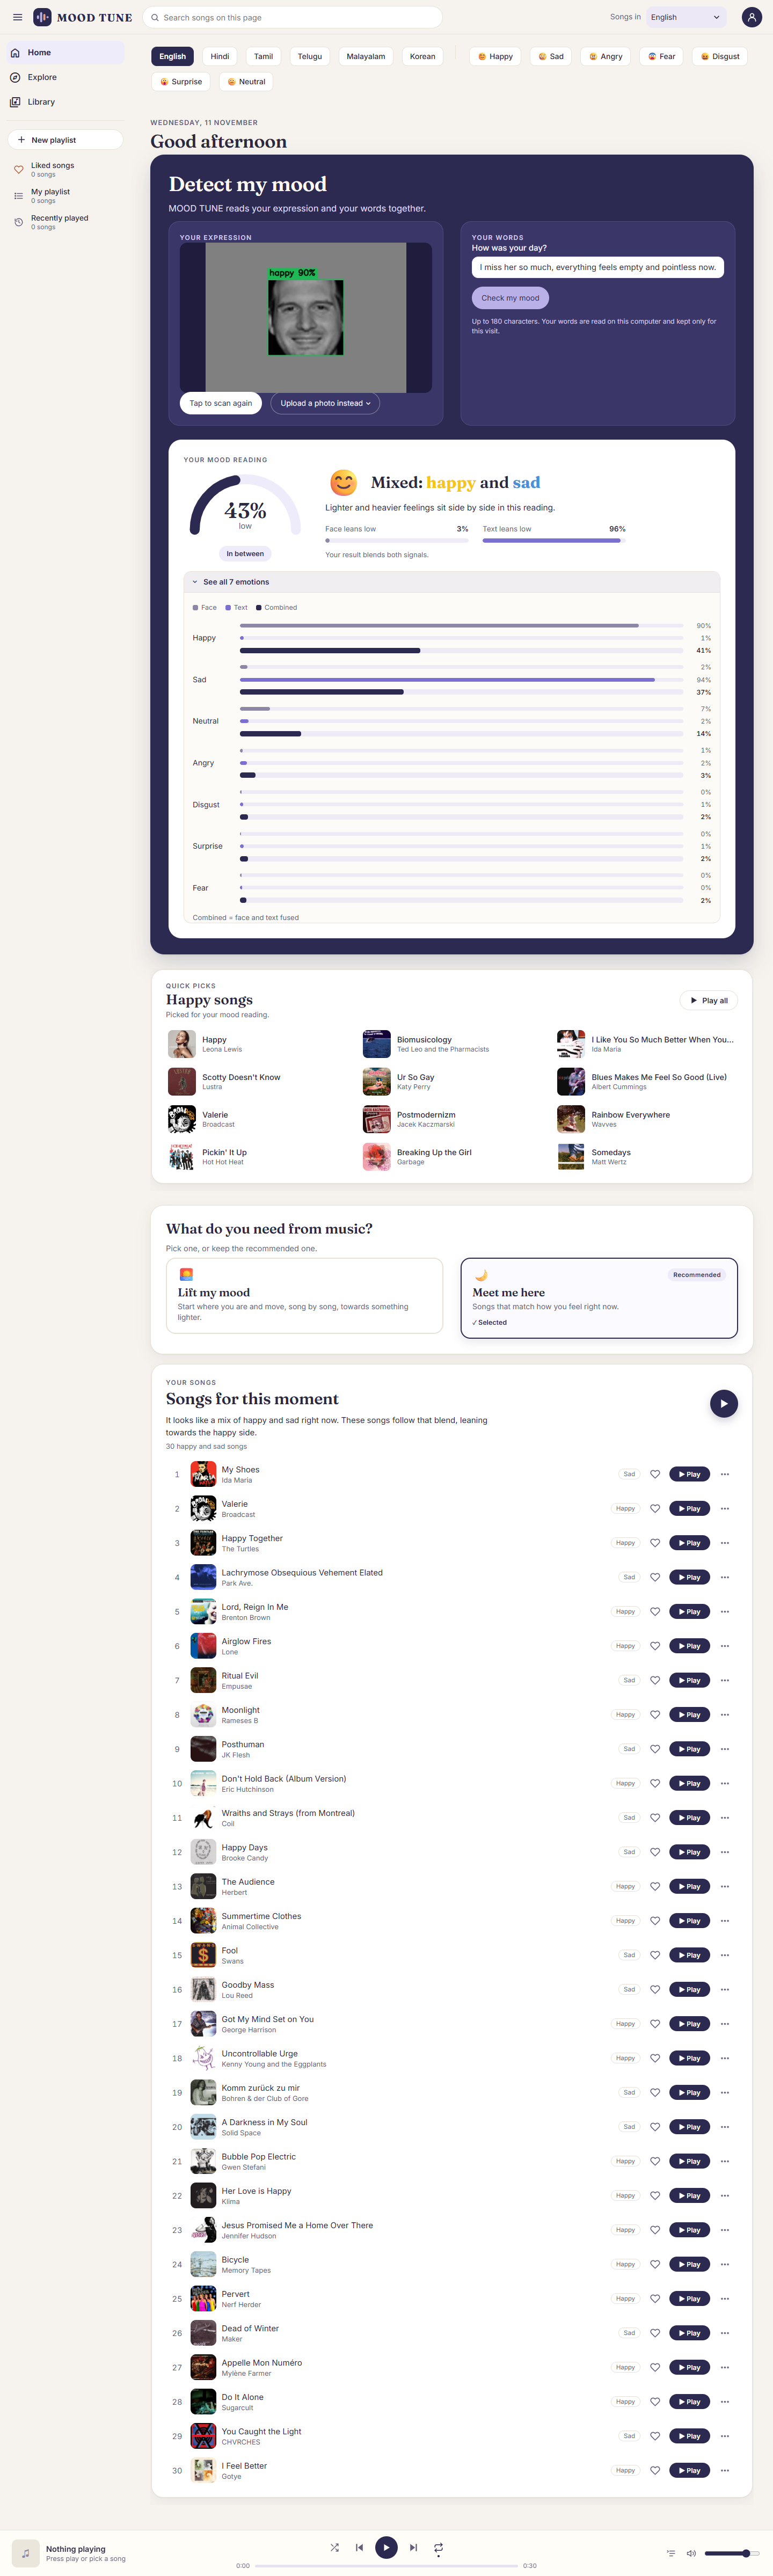 MOOD TUNE
Search songs on this page
Songs in
English
Home
Explore
Library
New playlist
Liked songs
0 songs
My playlist
0 songs
Recently played
0 songs
English
Hindi
Tamil
Telugu
Malayalam
Korean
Happy
Sad
Angry
Fear
Disgust
Surprise
Neutral
WEDNESDAY, 11 NOVEMBER
Good afternoon
Detect my mood
MOOD TUNE reads your expression and your words together.
YOUR EXPRESSION
happy 90%
Tap to scan again
Upload a photo instead
YOUR WORDS
How was your day?
I miss her so much, everything feels empty and pointless now.
Check my mood
Up to 180 characters. Your words are read on this computer and kept only for
this visit.
YOUR MOOD READING
43%
low
In between
Mixed: happy and sad
Lighter and heavier feelings sit side by side in this reading.
Face leans low 3%
Text leans low 96%
Your result blends both signals.
See all 7 emotions
Face
Text
Combined
Happy
90%
1%
41%
Sad
2%
94%
37%
Neutral
7%
2%
14%
Angry
1%
2%
3%
Disgust
0%
1%
2%
Surprise
0%
1%
2%
Fear
0%
0%
2%
Combined = face and text fused
QUICK PICKS
Happy songs
Picked for your mood reading.
Play all
Happy
Leona Lewis
Biomusicology
Ted Leo and the Pharmacists
I Like You So Much Better When You...
Ida Maria
Scotty Doesn't Know
Lustra
Ur So Gay
Katy Perry
Blues Makes Me Feel So Good (Live)
Albert Cummings
Valerie
Broadcast
Postmodernizm
Jacek Kaczmarski
Rainbow Everywhere
Wavves
Pickin' It Up
Hot Hot Heat
Breaking Up the Girl
Garbage
Somedays
Matt Wertz
What do you need from music?
Pick one, or keep the recommended one.
Lift my mood
Start where you are and move, song by song, towards something
lighter.
Recommended
Meet me here
Songs that match how you feel right now.
✓ Selected
YOUR SONGS
Songs for this moment
It looks like a mix of happy and sad right now. These songs follow that blend, leaning
towards the happy side.
30 happy and sad songs
1 My Shoes Sad Play
Ida Maria
2 Valerie Happy Play
Broadcast
3 Happy Together Happy Play
The Turtles
4 Lachrymose Obsequious Vehement Elated Sad Play
Park Ave.
5 Lord, Reign In Me Happy Play
Brenton Brown
6 Airglow Fires Happy Play
Lone
7 Ritual Evil Sad Play
Empusae
8 Moonlight Happy Play
Rameses B
9 Posthuman Sad Play
JK Flesh
10 Don't Hold Back (Album Version) Happy Play
Eric Hutchinson
11 Wraiths and Strays (from Montreal) Sad Play
Coil
12 Happy Days Sad Play
Brooke Candy
13 The Audience Happy Play
Herbert
14 Summertime Clothes Happy Play
Animal Collective
15 Fool Sad Play
Swans
16 Goodby Mass Sad Play
Lou Reed
17 Got My Mind Set on You Happy Play
George Harrison
18 Uncontrollable Urge Happy Play
Kenny Young and the Eggplants
19 Komm zurück zu mir Sad Play
Bohren & der Club of Gore
20 A Darkness in My Soul Sad Play
Solid Space
21 Bubble Pop Electric Happy Play
Gwen Stefani
22 Her Love is Happy Happy Play
Klima
23 Jesus Promised Me a Home Over There Happy Play
Jennifer Hudson
24 Bicycle Happy Play
Memory Tapes
25 Pervert Happy Play
Nerf Herder
26 Dead of Winter Sad Play
Maker
27 Appelle Mon Numéro Happy Play
Mylène Farmer
28 Do It Alone Happy Play
Sugarcult
29 You Caught the Light Sad Play
CHVRCHES
30 I Feel Better Happy Play
Gotye
Nothing playing
Press play or pick a song
0:00
0:30